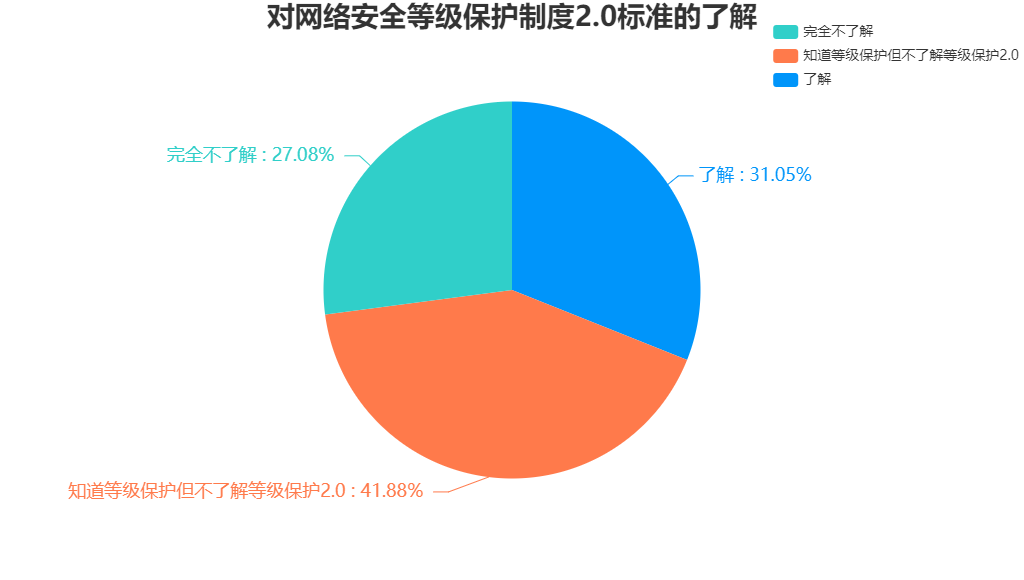 对网络安全等级保护制度2.0标准的了解
完全不了解
知道等级保护但不了解等级保护2.0
了解
完全不了解 : 27.08%
了解 : 31.05%
知道等级保护但不了解等级保护2.0 : 41.88%